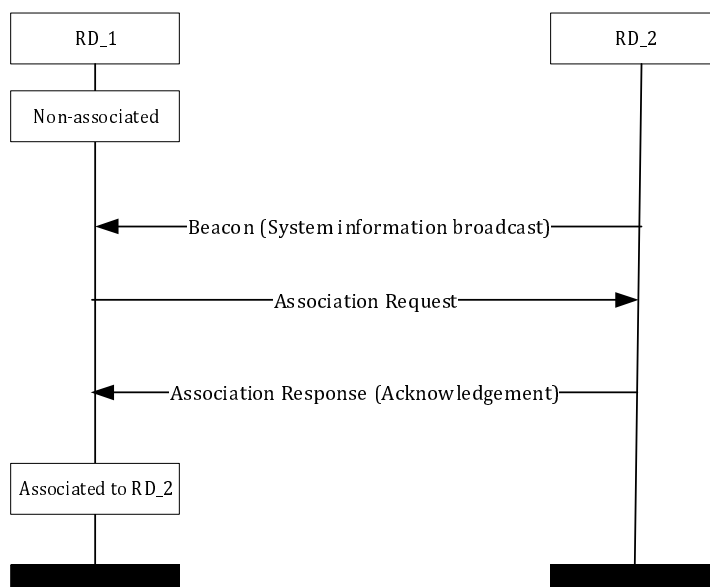 RD_1
RD_2
Non-associated
Beacon (System information broadcast)
Association Request
Association Response (Acknowledgement)
Associated to RD_2